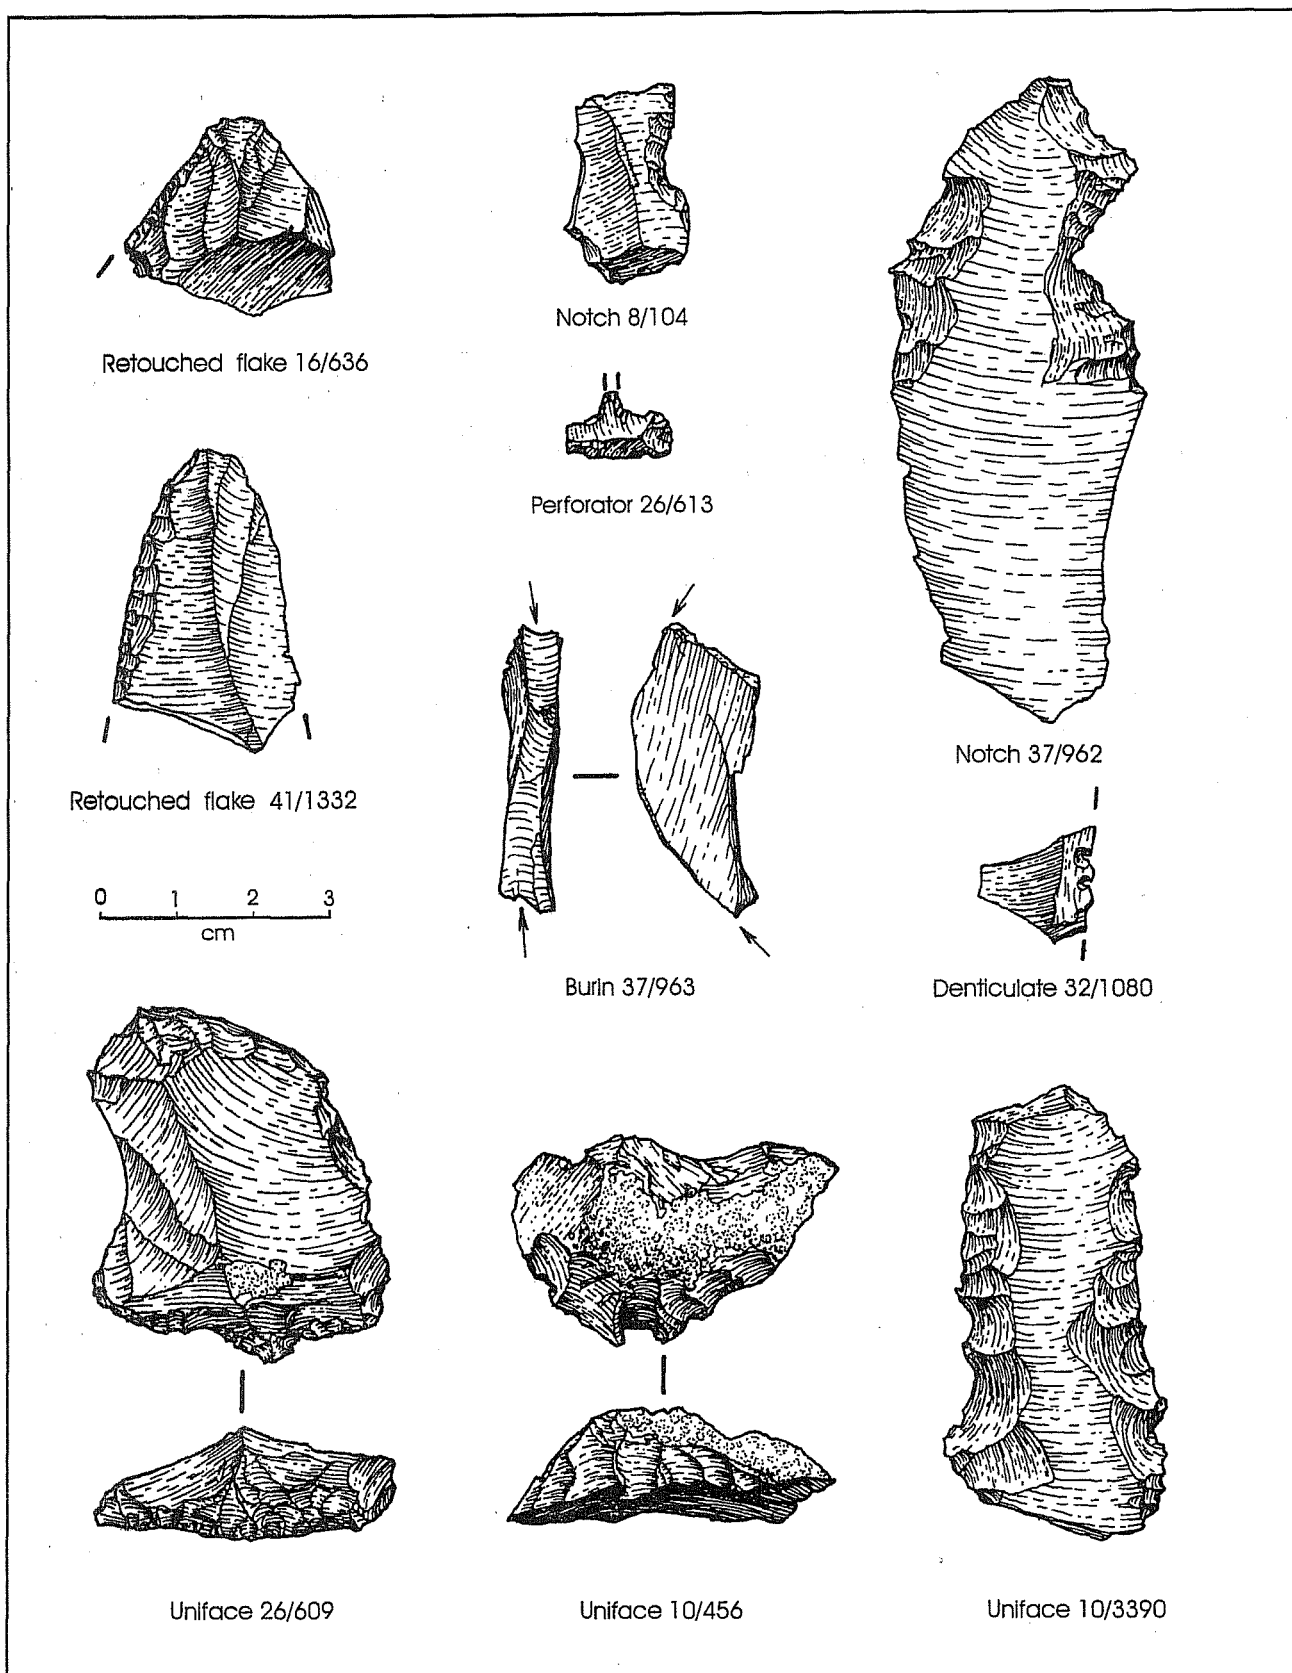 Retouched flake 16/636
Notch 8/104
Perforator 26/613
Retouched flake 41/1332
Notch 37/962
0 1 2 3
cm
Burin 37/963
Denticulate 32/1080
Uniface 26/609
Uniface 10/456
Uniface 10/3390